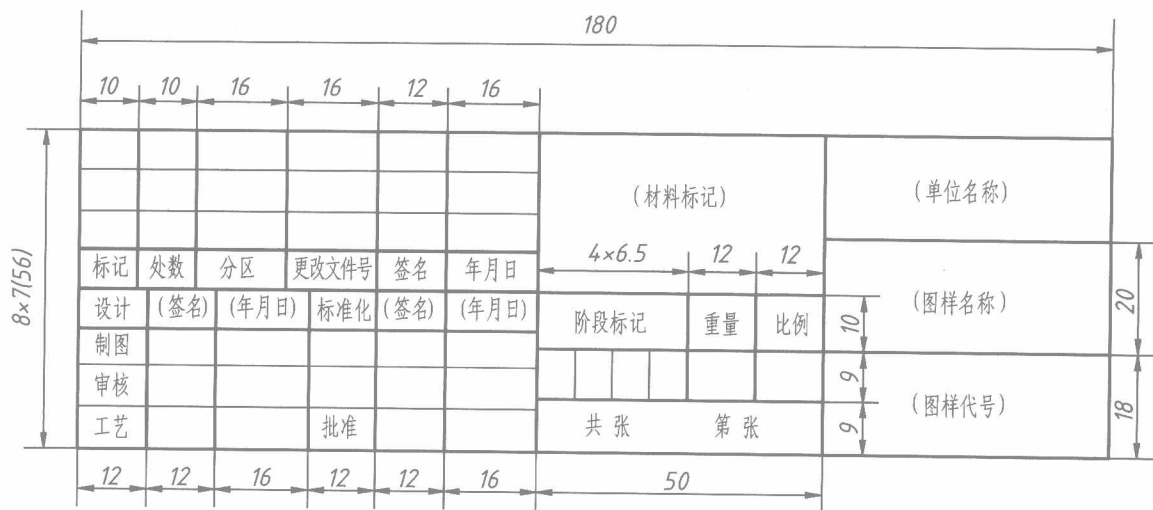 180
10 10 16 16 12 16
(材料标记) (单位名称)
8×7(56)
4×6.5 12 12
标记 处数 分区 更改文件号 签名 年月日
设计 (签名) (年月日) 标准化 (签名) (年月日)
阶段标记 重量 比例 10 (图样名称) 20
制图
审核 9
(图样代号) 18
工艺 批准 共 张 第 张 9
12 12 16 12 12 16 50